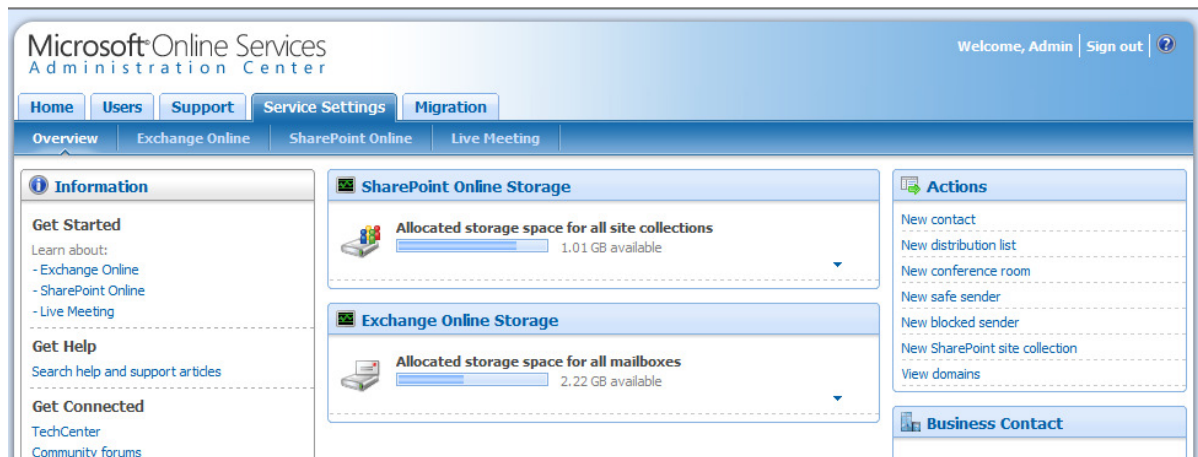 Microsoft Online Services
Administration Center
Welcome, Admin | Sign out
Home Users Support Service Settings Migration
Overview Exchange Online SharePoint Online Live Meeting
Information
Get Started
Learn about:
- Exchange Online
- SharePoint Online
- Live Meeting
Get Help
Search help and support articles
Get Connected
TechCenter
Community forums
SharePoint Online Storage
Allocated storage space for all site collections
1.01 GB available
Exchange Online Storage
Allocated storage space for all mailboxes
2.22 GB available
Actions
New contact
New distribution list
New conference room
New safe sender
New blocked sender
New SharePoint site collection
View domains
Business Contact